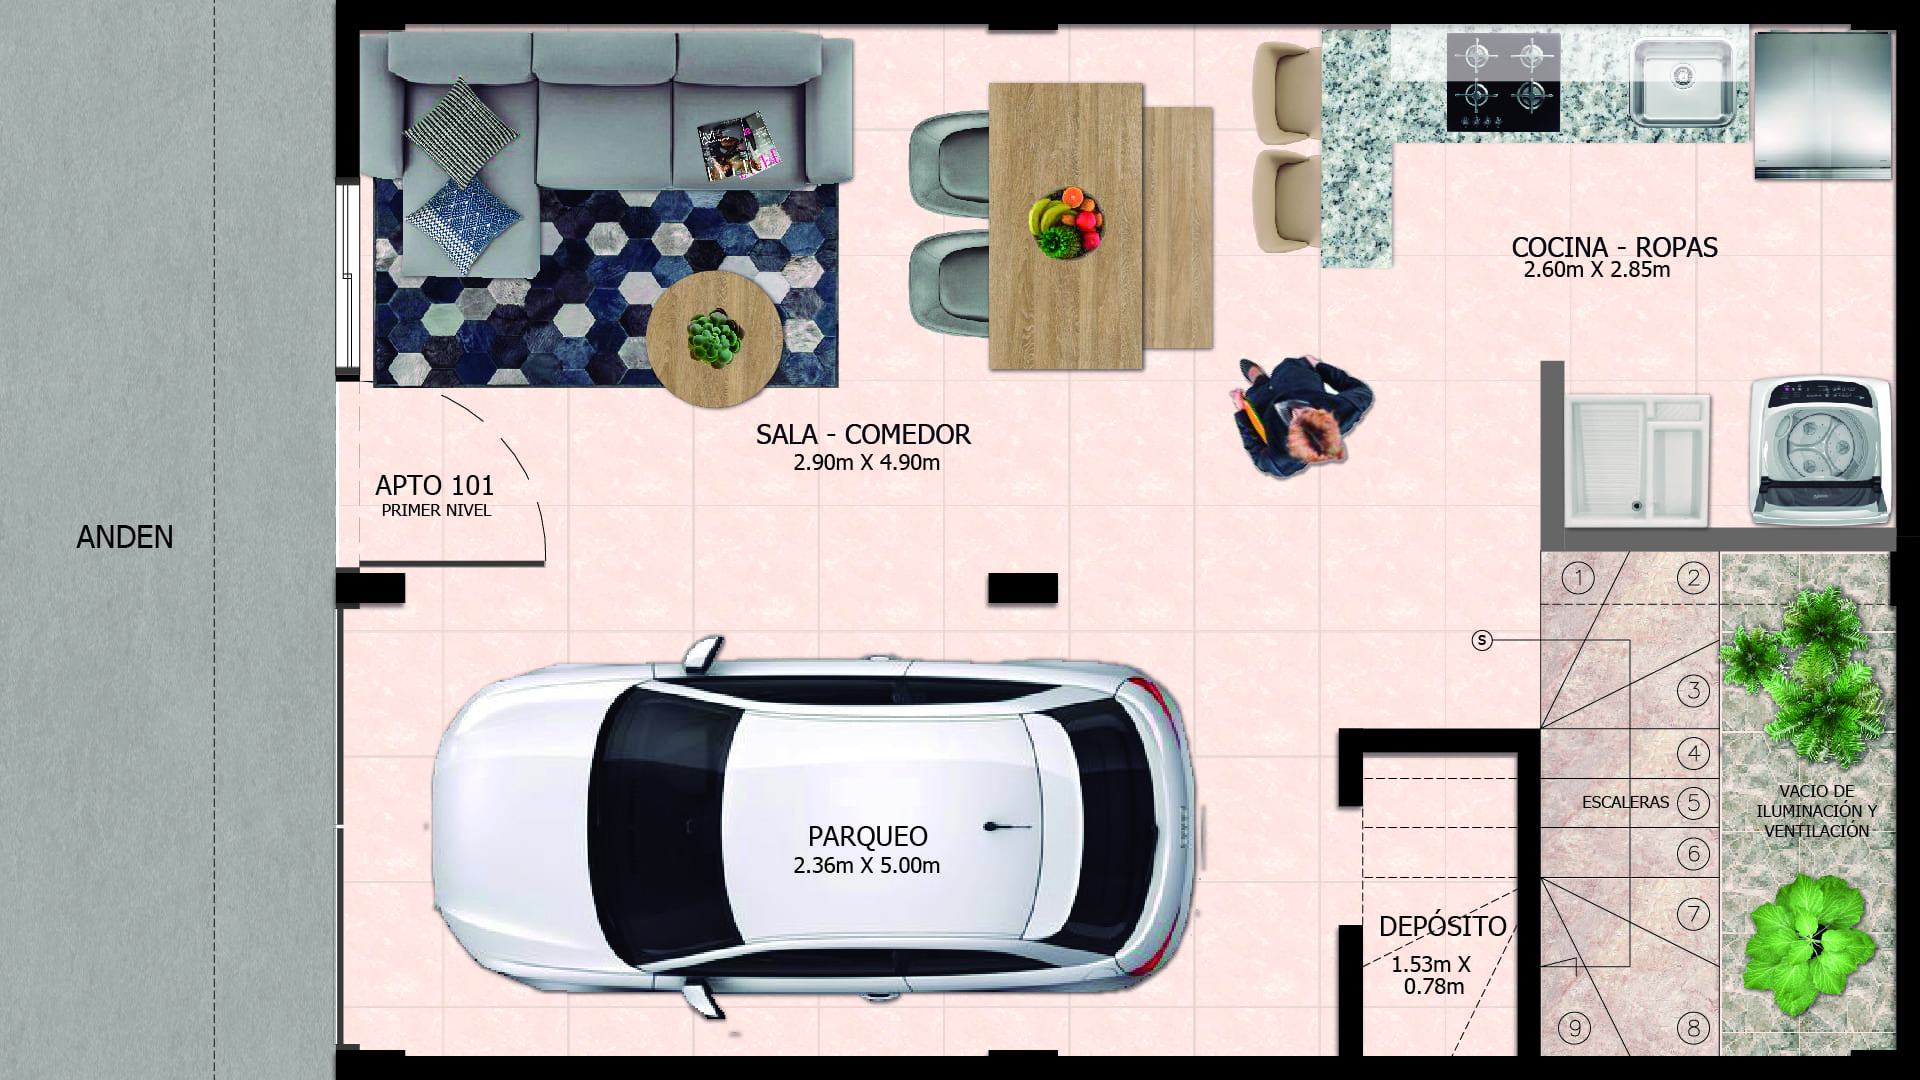 COCINA - ROPAS
2.60m X 2.85m
SALA - COMEDOR
2.90m X 4.90m
APTO 101
PRIMER NIVEL
ANDEN
1
2
S
3
4
ESCALERAS
5
6
7
8
9
VACIO DE
ILUMINACIÓN Y
VENTILACIÓN
PARQUEO
2.36m X 5.00m
DEPÓSITO
1.53m X
0.78m